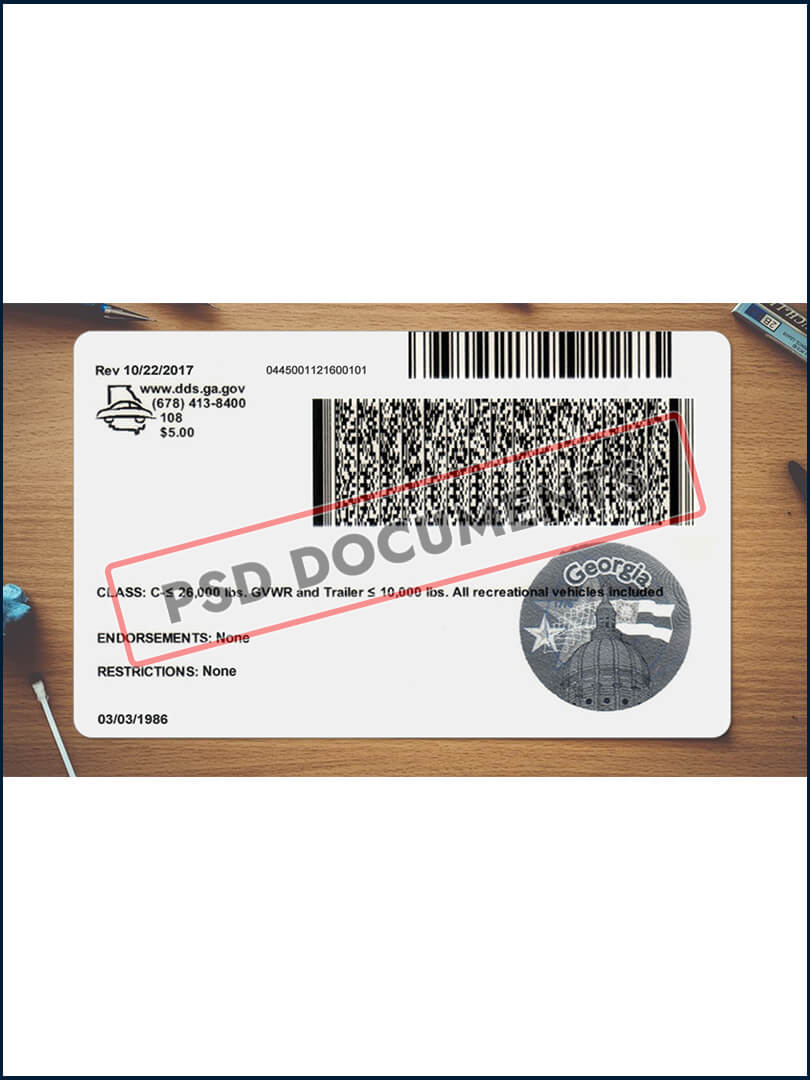 Rev 10/22/2017
0445001121600101
www.dds.ga.gov
(678) 413-8400
108
$5.00
PSD DOCUMENTS
Georgia
1776
CLASS: C-≤ 26,000 lbs. GVWR and Trailer ≤ 10,000 lbs. All recreational vehicles included
ENDORSEMENTS: None
RESTRICTIONS: None
03/03/1986
2B